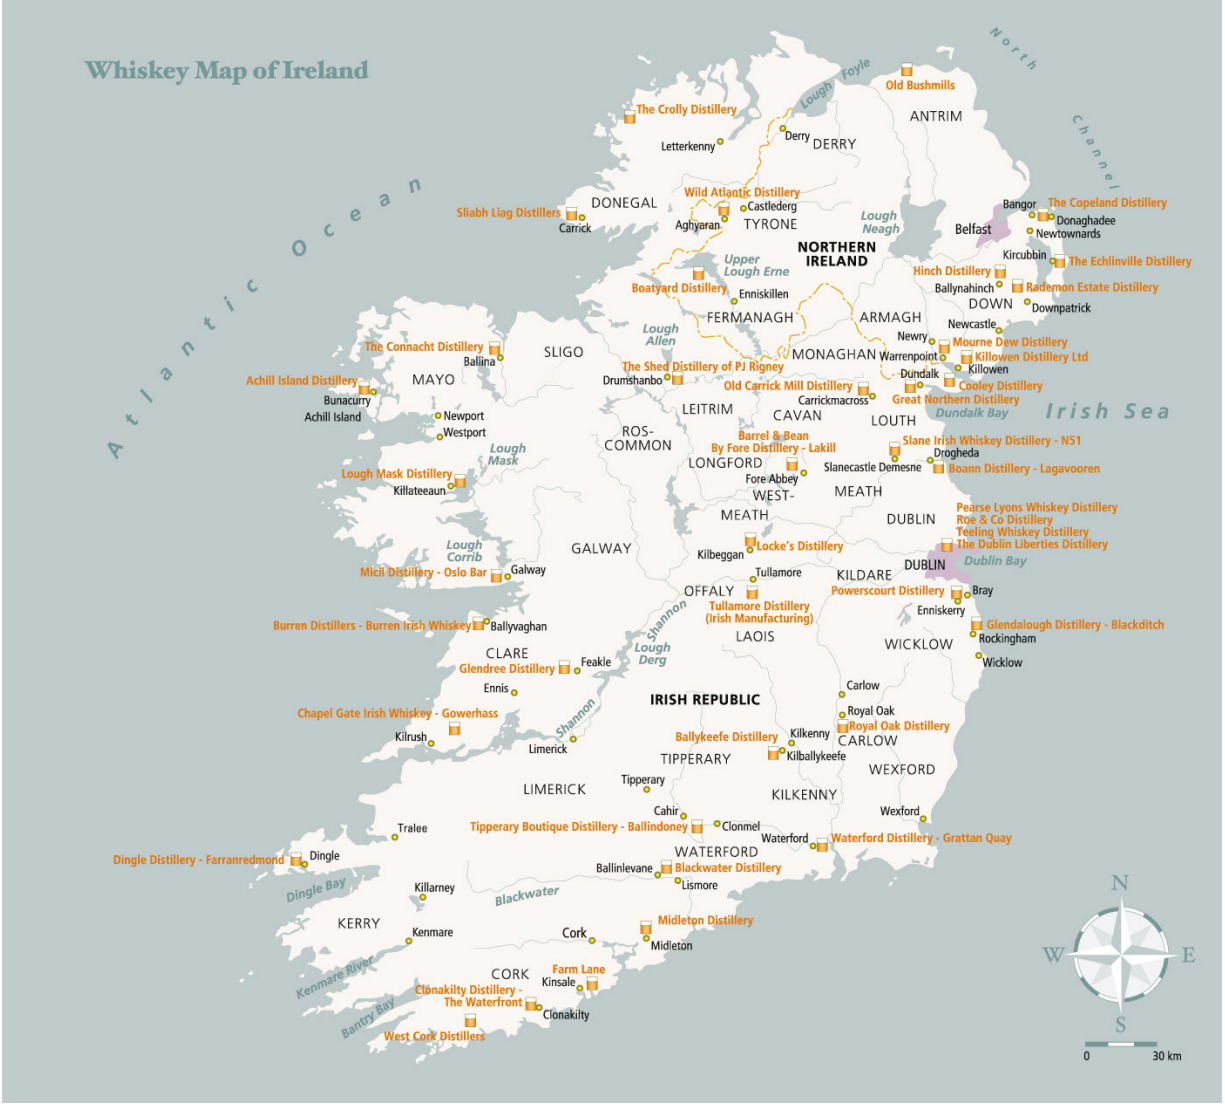 Whiskey Map of Ireland
North
Channel
Lough Foyle
Old Bushmills
ANTRIM
The Crolly Distillery
Derry
DERRY
Letterkenny
Wild Atlantic Distillery
DONEGAL
Castlederg
Sliabh Liag Distillers
Carrick
Aghyaran
TYRONE
Lough
Neagh
Bangor
The Copeland Distillery
Donaghadee
Belfast
Newtownards
NORTHERN
IRELAND
Kircubbin
The Echlinville Distillery
Upper
Lough Erne
Hinch Distillery
Boatyard Distillery
Ballynahinch
Rademon Estate Distillery
Enniskillen
DOWN
Downpatrick
FERMANAGH
ARMAGH
Newcastle
Atlantic Ocean
Lough
Allen
Newry
Mourne Dew Distillery
The Connacht Distillery
Ballina
SLIGO
MONAGHAN
Warrenpoint
Killowen Distillery Ltd
Killowen
The Shed Distillery of PJ Rigney
Drumshanbo
Dundalk
Achill Island Distillery
MAYO
Old Carrick Mill Distillery
Cooley Distillery
Bunacurry
Carrickmacross
Great Northern Distillery
Achill Island
Newport
LEITRIM
CAVAN
Dundalk Bay
Irish Sea
Westport
ROS-
COMMON
LOUTH
Barrel & Bean
By Fore Distillery - Lakill
Slane Irish Whiskey Distillery - N51
Drogheda
Lough
Mask
LONGFORD
Slanecastle Demesne
Boann Distillery - Lagavooren
Lough Mask Distillery
Killateeaun
Fore Abbey
WEST-
MEATH
MEATH
Pearse Lyons Whiskey Distillery
Roe & Co Distillery
Teeling Whiskey Distillery
The Dublin Liberties Distillery
DUBLIN
Lough
Corrib
GALWAY
Locke's Distillery
Kilbeggan
DUBLIN
Dublin Bay
Micil Distillery - Oslo Bar
Galway
Tullamore
KILDARE
OFFALY
Powerscourt Distillery
Bray
Tullamore Distillery
(Irish Manufacturing)
Enniskerry
Burren Distillers - Burren Irish Whiskey
Ballyvaghan
Shannon
Glendalough Distillery - Blackditch
Rockingham
LAOIS
WICKLOW
Lough
Derg
CLARE
Glendree Distillery
Feakle
Wicklow
Ennis
Carlow
IRISH REPUBLIC
Chapel Gate Irish Whiskey - Gowerhass
Shannon
Royal Oak
Royal Oak Distillery
Kilrush
Limerick
Ballykeefe Distillery
Kilkenny
CARLOW
Kilballykeefe
TIPPERARY
WEXFORD
Tipperary
LIMERICK
KILKENNY
Cahir
Wexford
Tipperary Boutique Distillery - Ballindoney
Clonmel
Tralee
Waterford
Waterford Distillery - Grattan Quay
Dingle Distillery - Farranredmond
Dingle
WATERFORD
Ballinlevane
Blackwater Distillery
Lismore
Dingle Bay
Killarney
Blackwater
KERRY
Midleton Distillery
Kenmare
Cork
Midleton
Kenmare River
CORK
Farm Lane
Kinsale
Clonakilty Distillery -
The Waterfront
Bantry Bay
Clonakilty
West Cork Distillers
N
W
E
S
0
30 km